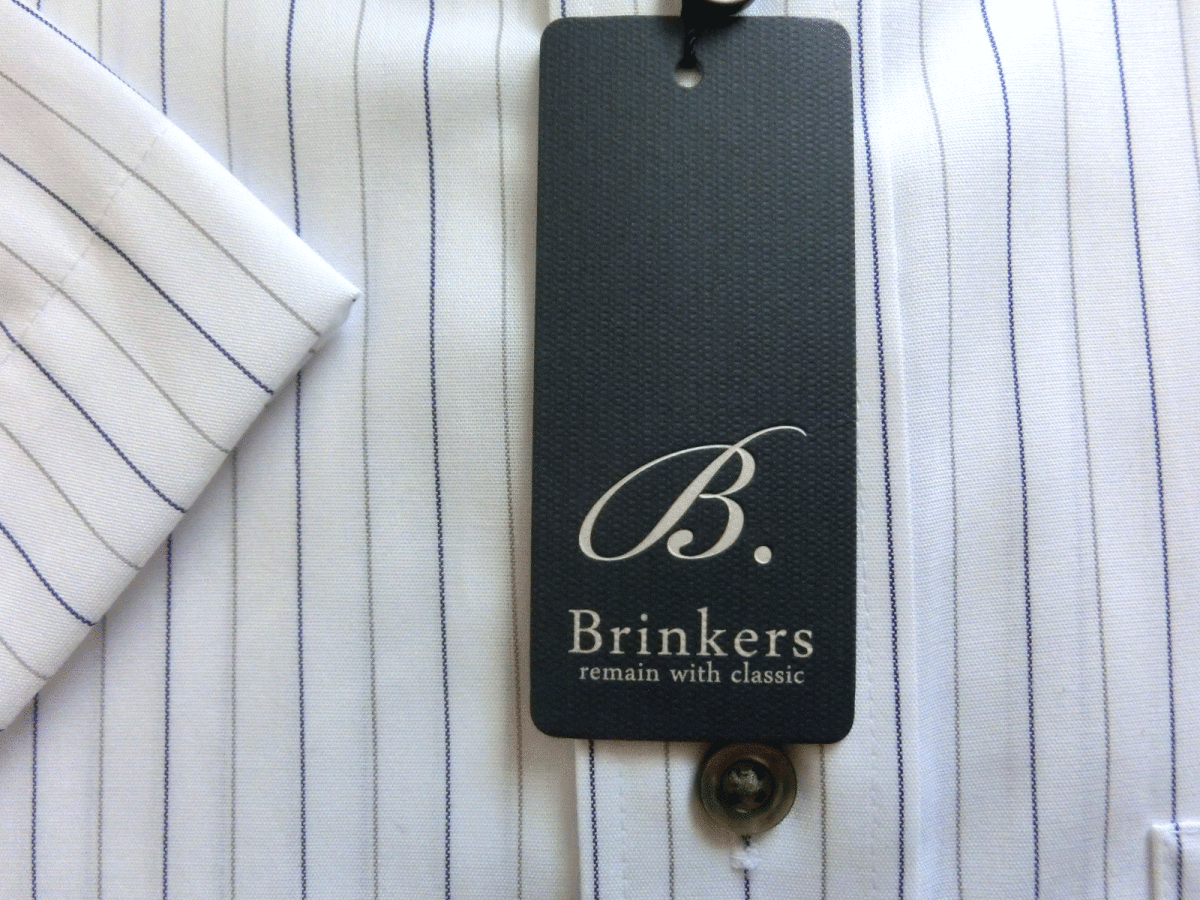 B.
Brinkers
remain with classic